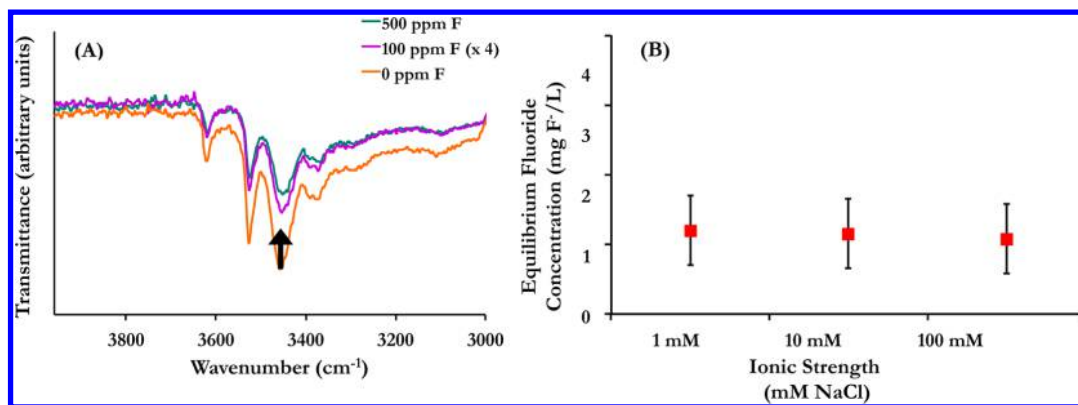 (A)
500 ppm F
100 ppm F (x 4)
0 ppm F
Transmittance (arbitrary units)
3800 3600 3400 3200 3000
Wavenumber (cm⁻¹)
(B)
Equilibrium Fluoride
Concentration (mg F⁻/L)
4
3
2
1
0
1 mM 10 mM 100 mM
Ionic Strength
(mM NaCl)